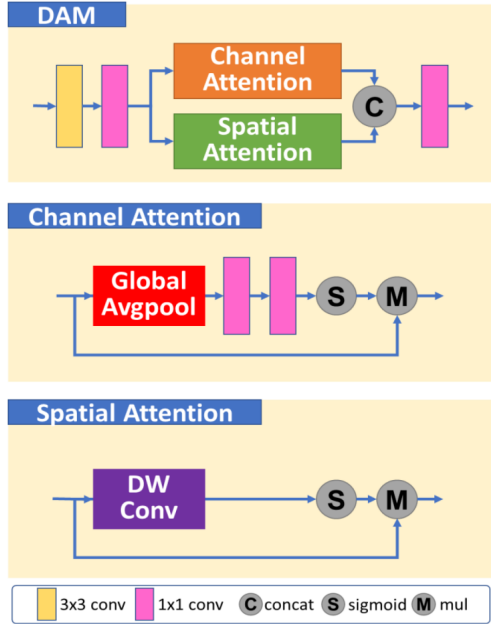 DAM
Channel
Attention
Spatial
Attention
C
Channel Attention
Global
Avgpool
S
M
Spatial Attention
DW
Conv
S
M
3x3 conv
1x1 conv
C concat
S sigmoid
M mul